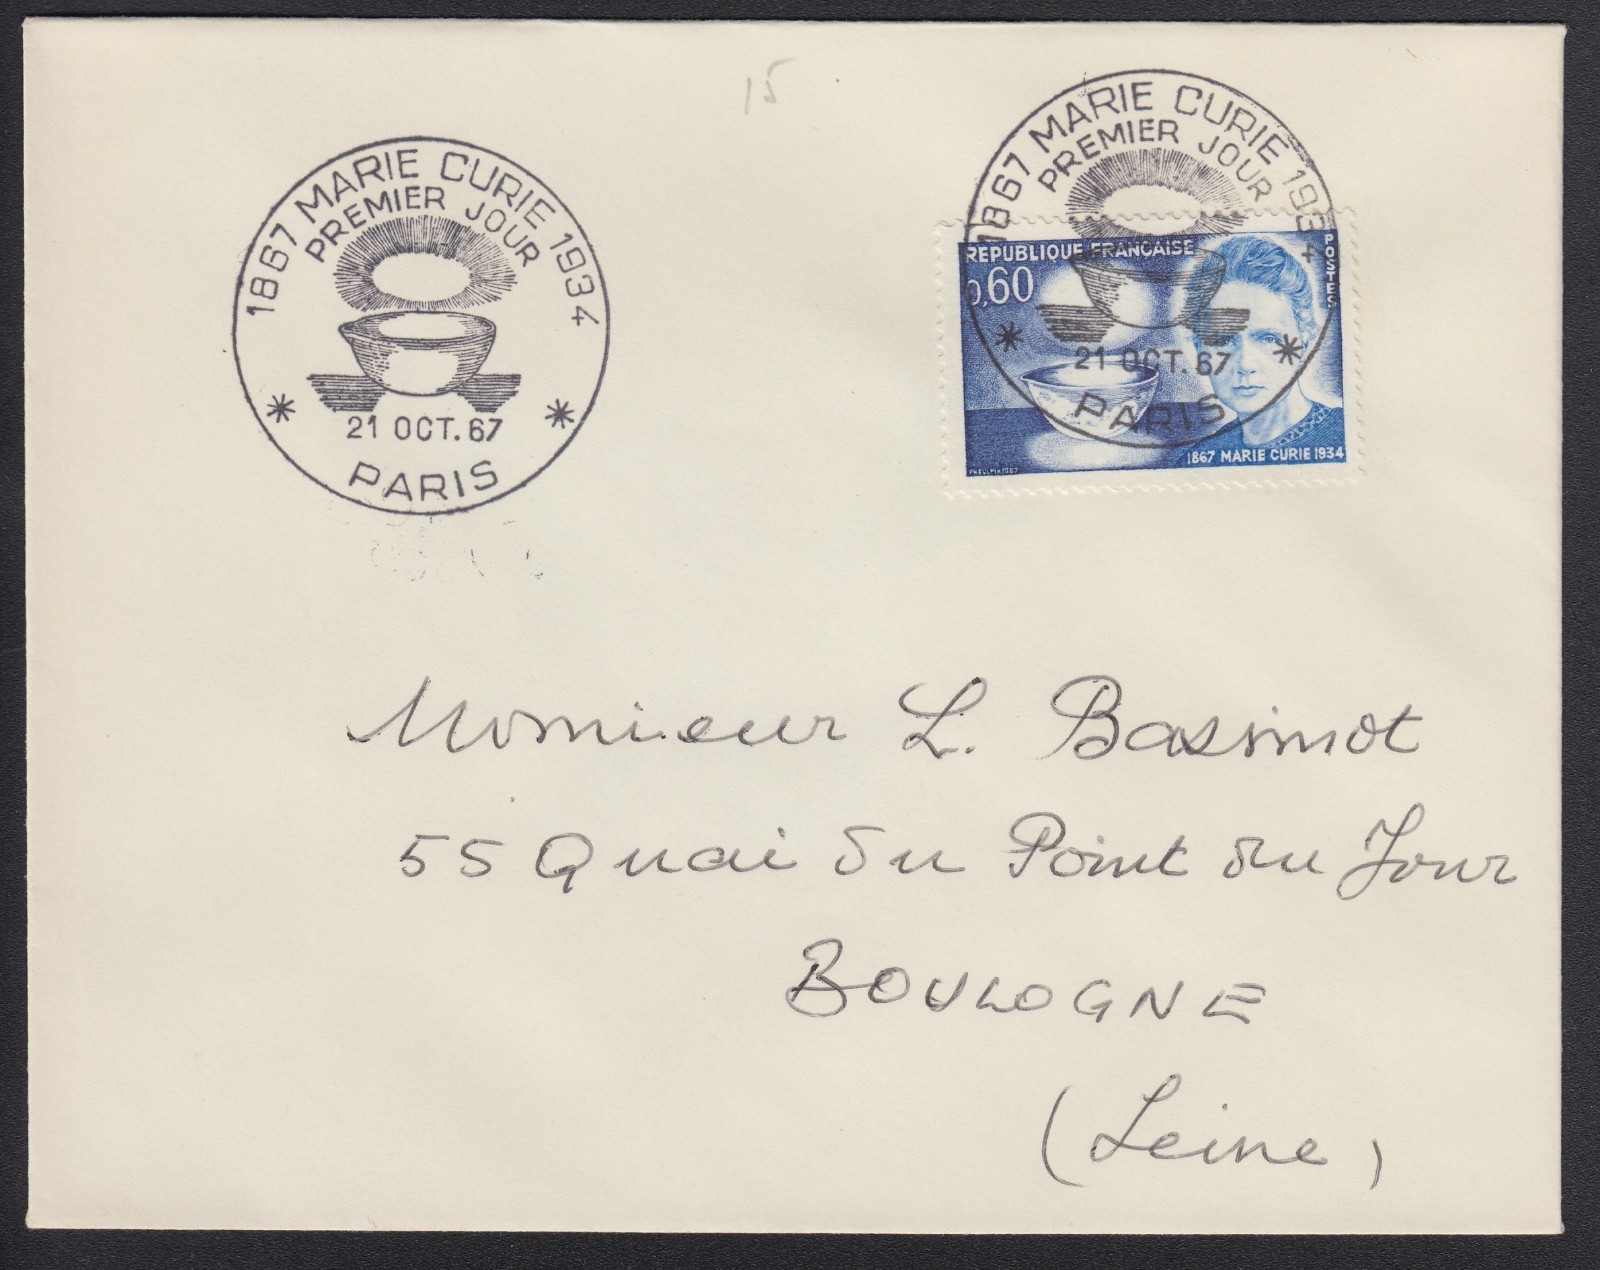 15
1867 MARIE CURIE 1934
PREMIER JOUR
21 OCT. 67
PARIS
1867 MARIE CURIE 1934
PREMIER JOUR
21 OCT. 67
PARIS
REPUBLIQUE FRANÇAISE
0,60
POSTES
1867 MARIE CURIE 1934
Monsieur L. Bassinot
55 Quai du Point du Jour
BOULOGNE
(Seine)